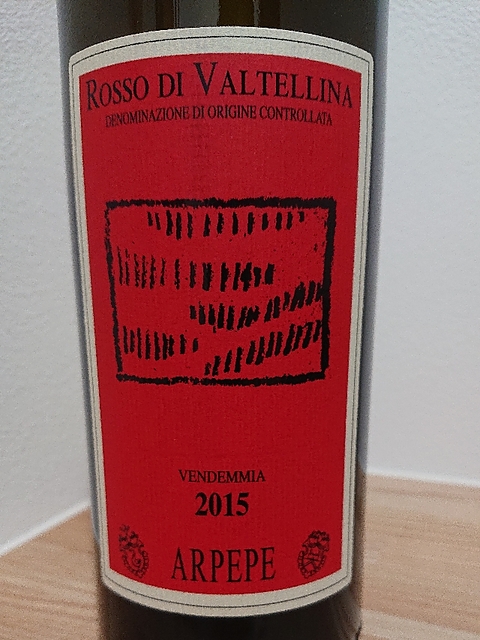 ROSSO DI VALTELLINA
DENOMINAZIONE DI ORIGINE CONTROLLATA
VENDEMMIA
2015
ARPEPE